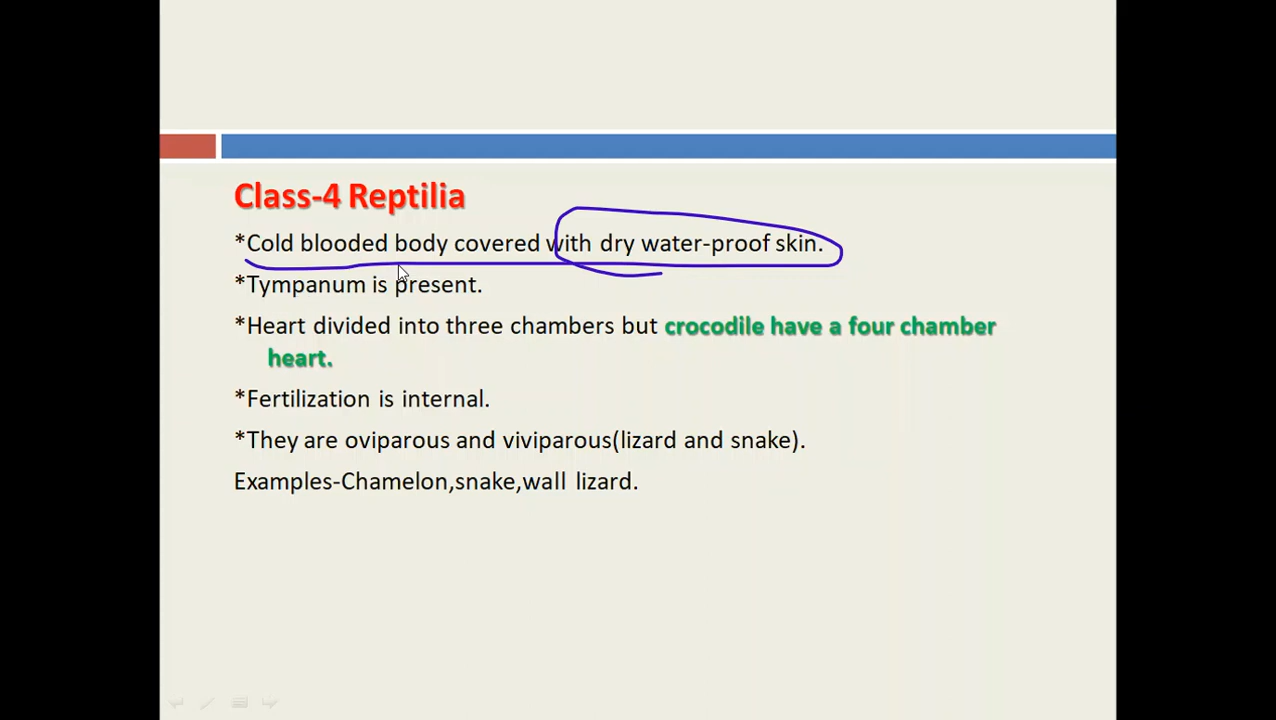 Class-4 Reptilia
*Cold blooded body covered with dry water-proof skin.
*Tympanum is present.
*Heart divided into three chambers but crocodile have a four chamber
heart.
*Fertilization is internal.
*They are oviparous and viviparous(lizard and snake).
Examples-Chamelon,snake,wall lizard.